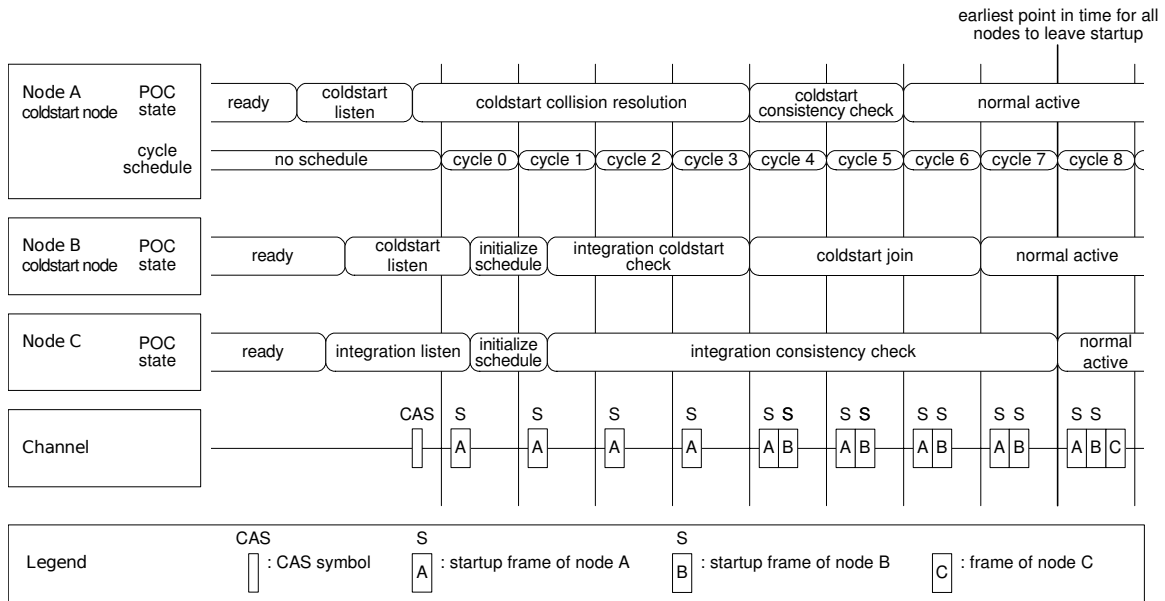 earliest point in time for all
nodes to leave startup
Node A
coldstart node
POC
state
ready
coldstart
listen
coldstart collision resolution
coldstart
consistency check
normal active
cycle
schedule
no schedule
cycle 0
cycle 1
cycle 2
cycle 3
cycle 4
cycle 5
cycle 6
cycle 7
cycle 8
Node B
coldstart node
POC
state
ready
coldstart
listen
initialize
schedule
integration coldstart
check
coldstart join
normal active
Node C
POC
state
ready
integration listen
initialize
schedule
integration consistency check
normal
active
Channel
CAS S S S S S S S S S S S S S S
A A A A A B A B A B A B A B C
Legend
CAS
: CAS symbol
S
A : startup frame of node A
S
B : startup frame of node B
C : frame of node C